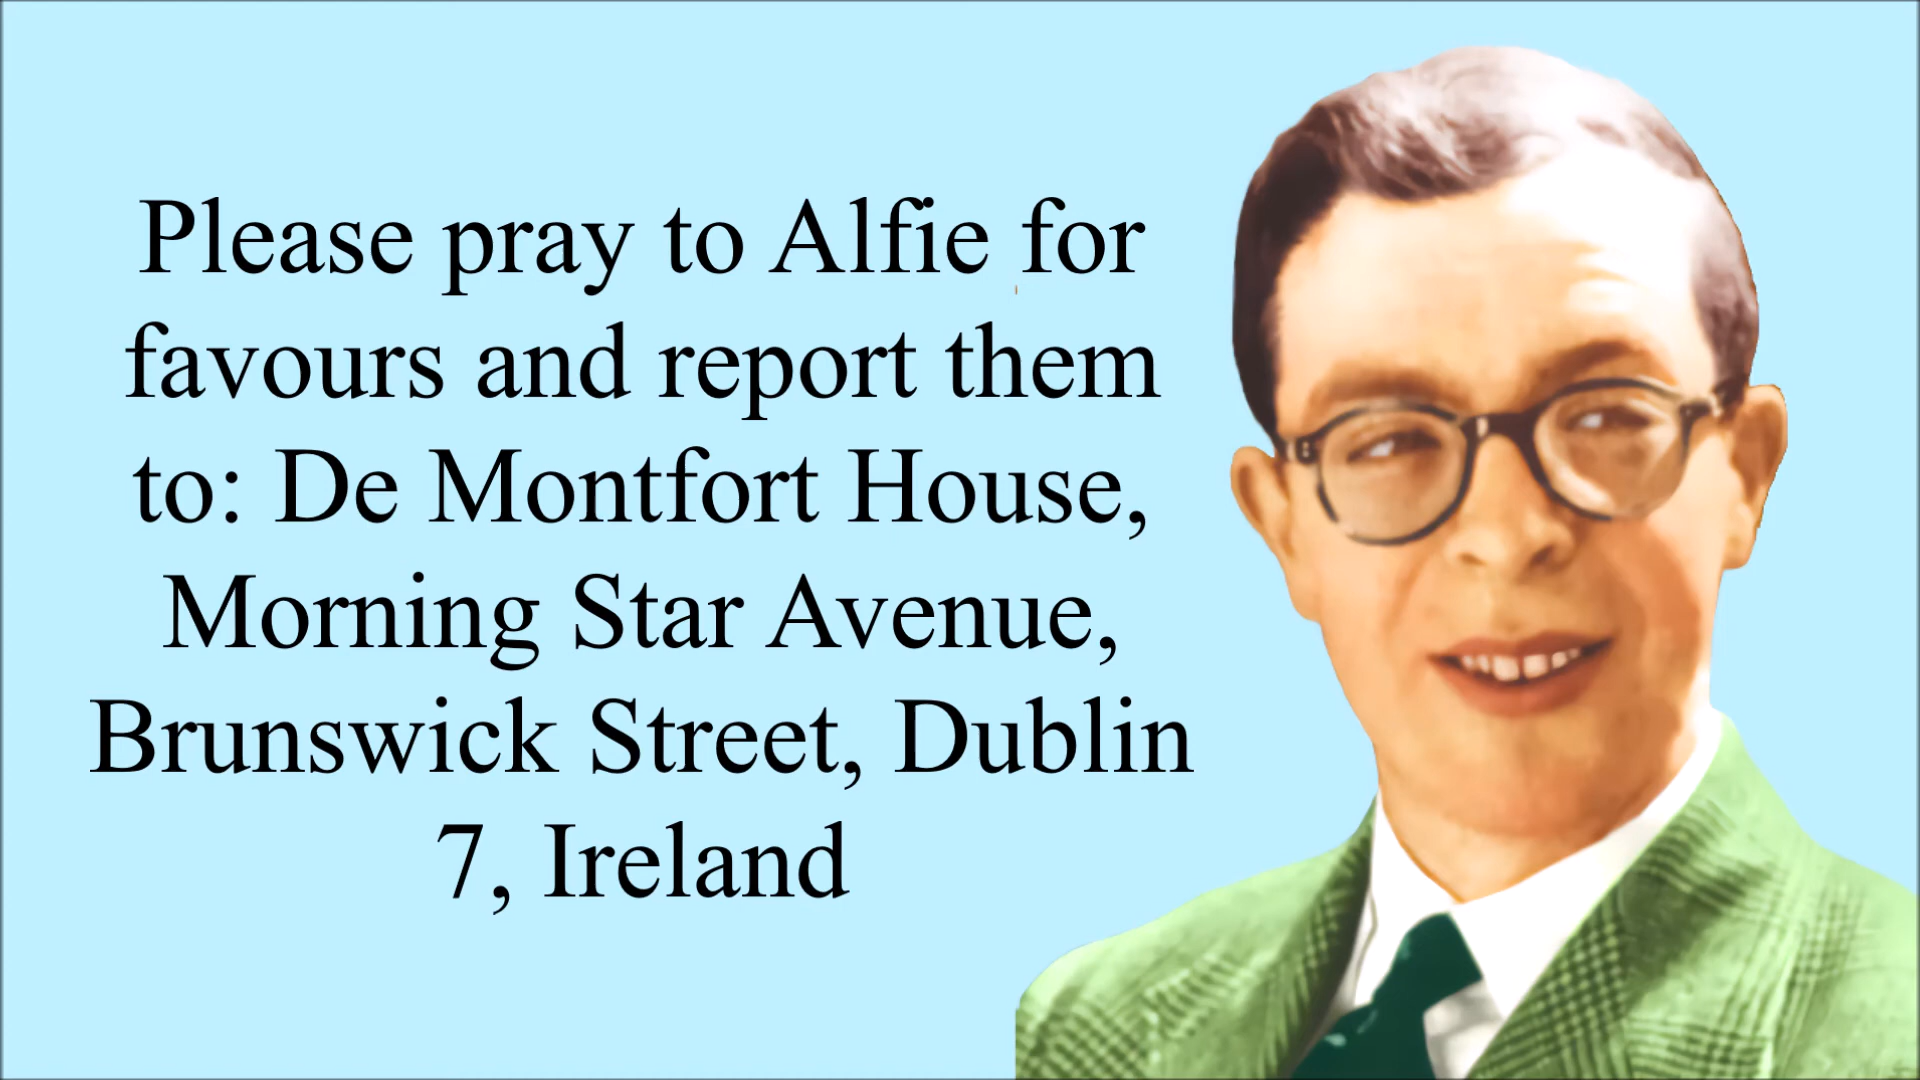 Please pray to Alfie for
favours and report them
to: De Montfort House,
Morning Star Avenue,
Brunswick Street, Dublin
7, Ireland